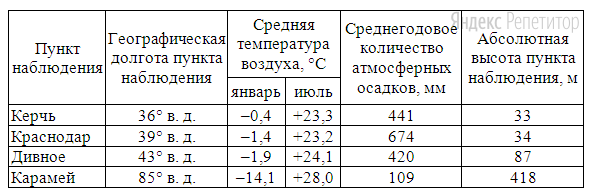 Яндекс Репетитор
Пункт наблюдения | Географическая долгота пункта наблюдения | Средняя температура воздуха, °С | Среднегодовое количество атмосферных осадков, мм | Абсолютная высота пункта наблюдения, м
январь | июль
Керчь | 36° в. д. | –0,4 | +23,3 | 441 | 33
Краснодар | 39° в. д. | –1,4 | +23,2 | 674 | 34
Дивное | 43° в. д. | –1,9 | +24,1 | 420 | 87
Карамей | 85° в. д. | –14,1 | +28,0 | 109 | 418